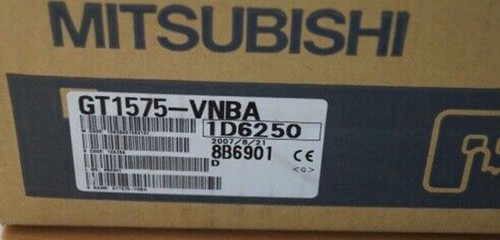 MITSUBISHI
GT1575-VNBA
1D6250
2007/8/21
8B6901
D
CE
<G>